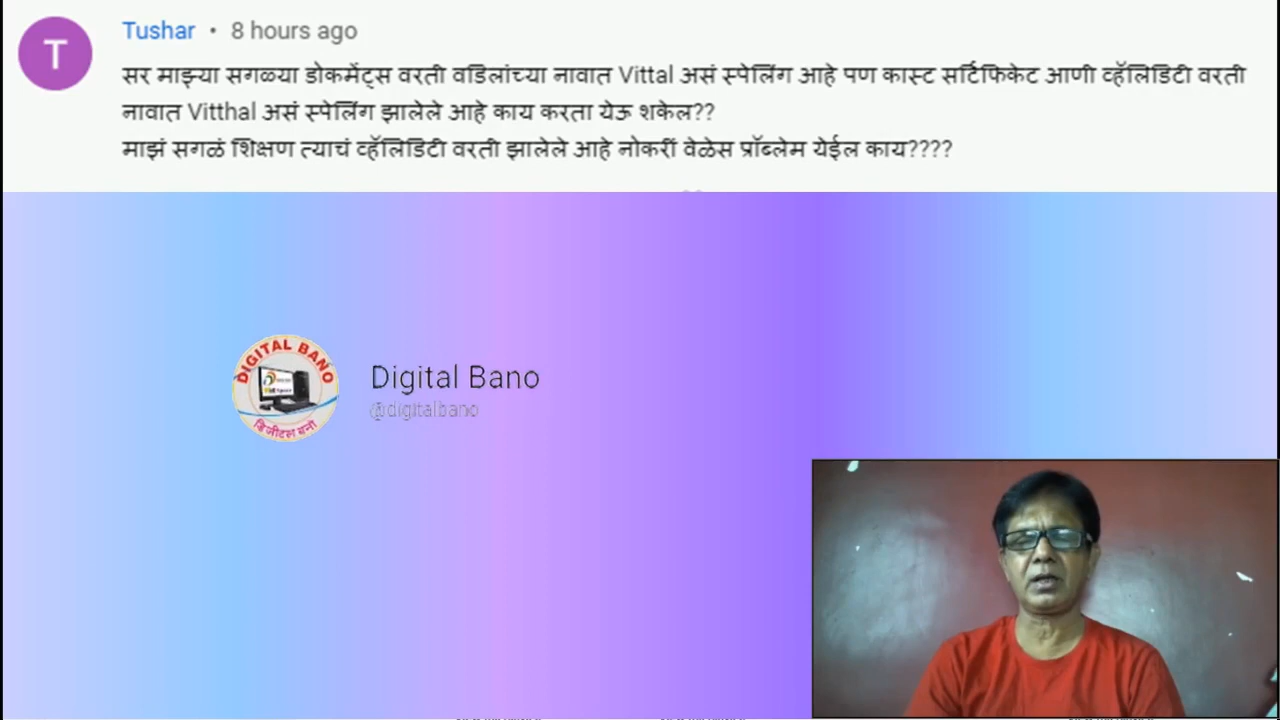 T
Tushar • 8 hours ago
सर माझ्या सगळ्या डोकमेंट्स वरती वडिलांच्या नावात Vittal असं स्पेलिंग आहे पण कास्ट सर्टिफिकेट आणी व्हॅलिडिटी वरती
नावात Vitthal असं स्पेलिंग झालेले आहे काय करता येऊ शकेल??
माझं सगळं शिक्षण त्याचं व्हॅलिडिटी वरती झालेले आहे नोकरीं वेळेस प्रॉब्लेम येईल काय????
DIGITAL BANO
डिजीटल बनो
Digital Bano
@digitalbano